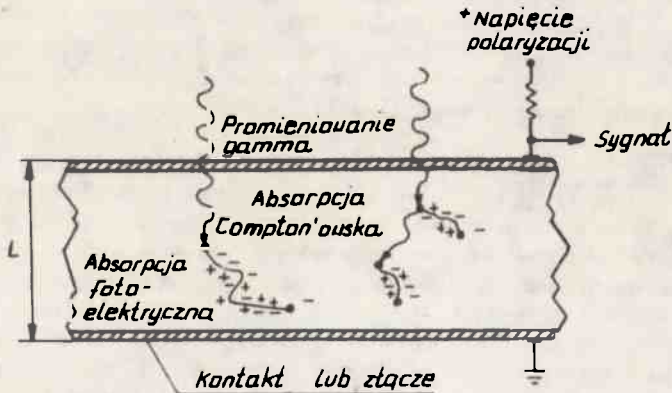 + Napięcie
polaryzacji
Promieniowanie
gamma
Sygnał
Absorpcja
Compton'owska
L
Absorpcja
foto-
elektryczna
Kontakt lub złącze